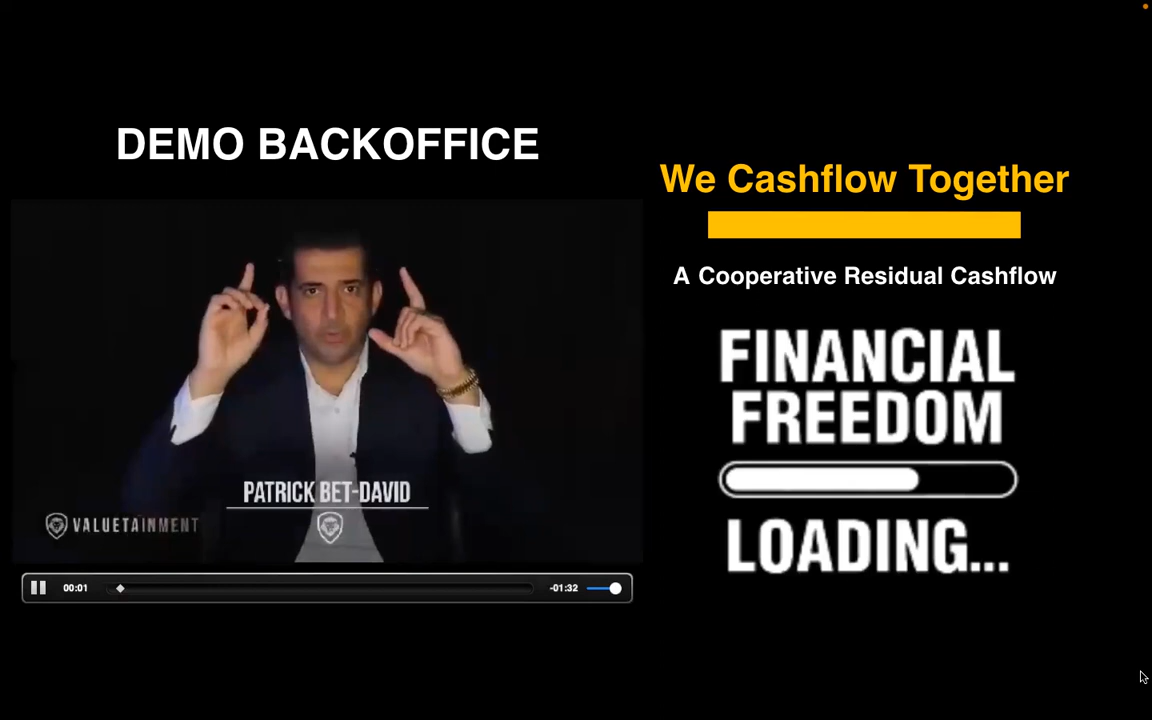 DEMO BACKOFFICE
We Cashflow Together
A Cooperative Residual Cashflow
FINANCIAL
FREEDOM
LOADING...
PATRICK BET-DAVID
VALUETAINMENT
00:01
-01:32